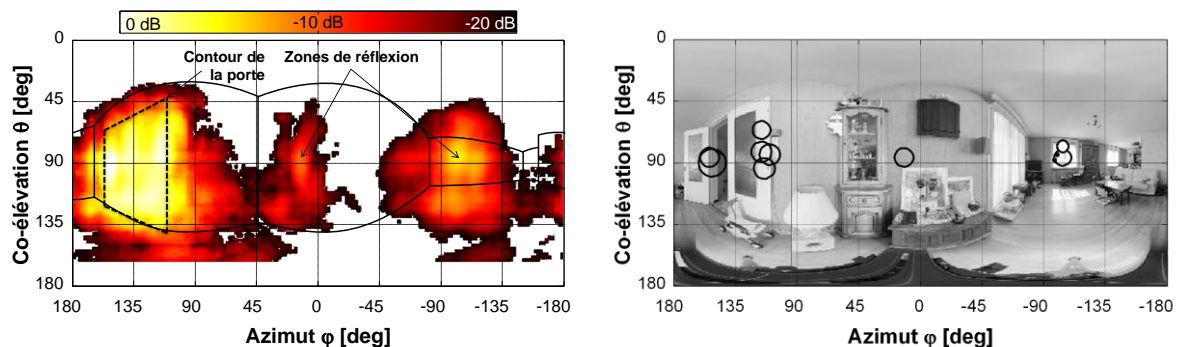 0 dB -10 dB -20 dB
Contour de
la porte
Zones de réflexion
Co-élévation θ [deg]
0
45
90
135
180
180 135 90 45 0 -45 -90 -135 -180
Azimut φ [deg]
Co-élévation θ [deg]
0
45
90
135
180
180 135 90 45 0 -45 -90 -135 -180
Azimut φ [deg]